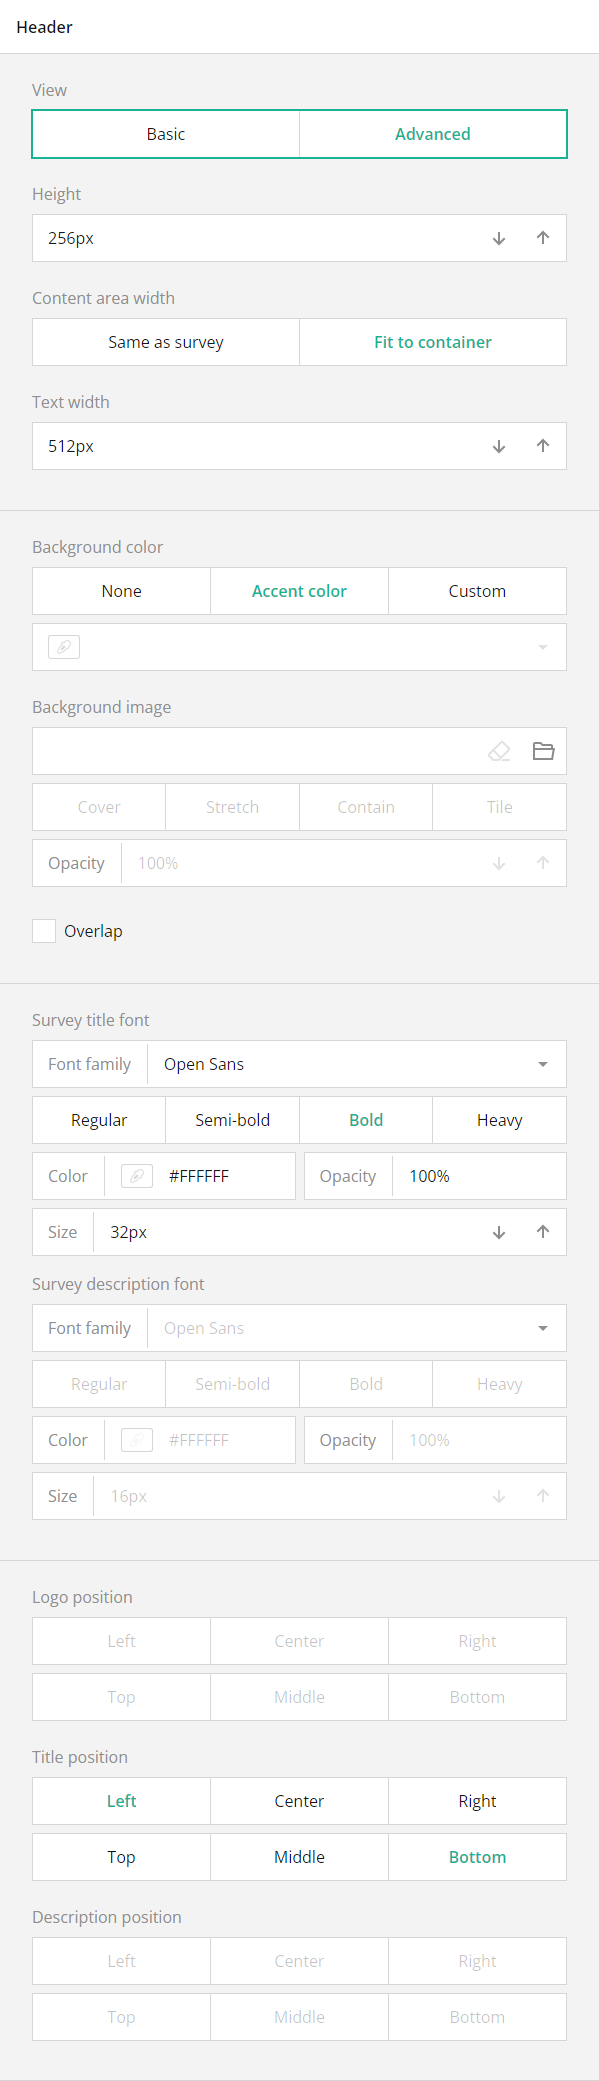 Header
View
Basic Advanced
Height
256px
Content area width
Same as survey Fit to container
Text width
512px
Background color
None Accent color Custom
Background image
Cover Stretch Contain Tile
Opacity 100%
Overlap
Survey title font
Font family Open Sans
Regular Semi-bold Bold Heavy
Color #FFFFFF Opacity 100%
Size 32px
Survey description font
Font family Open Sans
Regular Semi-bold Bold Heavy
Color #FFFFFF Opacity 100%
Size 16px
Logo position
Left Center Right
Top Middle Bottom
Title position
Left Center Right
Top Middle Bottom
Description position
Left Center Right
Top Middle Bottom